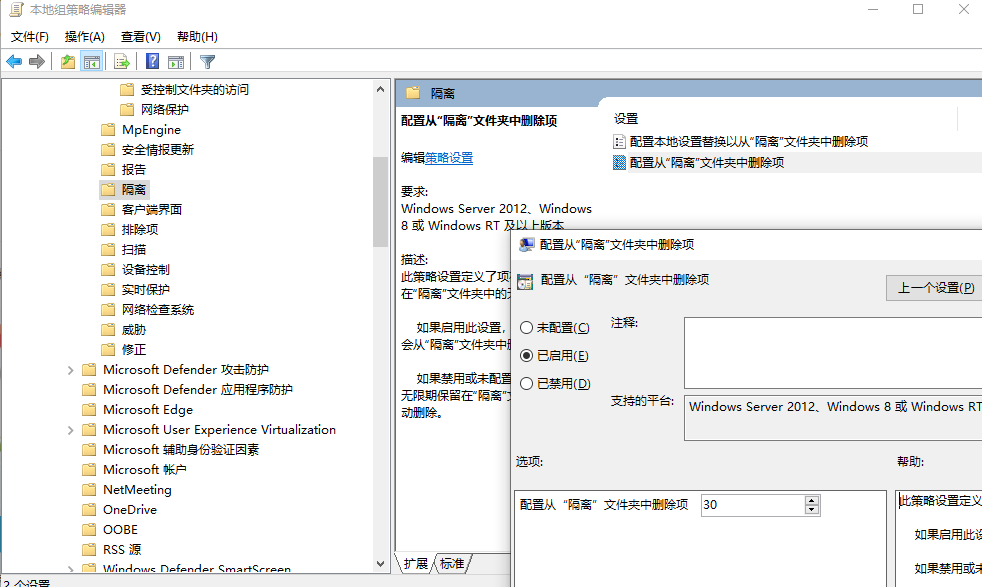 本地组策略编辑器
文件(F) 操作(A) 查看(V) 帮助(H)
受控制文件夹的访问
网络保护
MpEngine
安全情报更新
报告
隔离
客户端界面
排除项
扫描
设备控制
实时保护
网络检查系统
威胁
修正
Microsoft Defender 攻击防护
Microsoft Defender 应用程序防护
Microsoft Edge
Microsoft User Experience Virtualization
Microsoft 辅助身份验证因素
Microsoft 帐户
NetMeeting
OneDrive
OOBE
RSS 源
Windows Defender SmartScreen
隔离
配置从“隔离”文件夹中删除项
编辑策略设置
要求:
Windows Server 2012、Windows
8 或 Windows RT 及以上版本
描述:
此策略设置定义了项
在“隔离”文件夹中的
如果启用此设置，
会从“隔离”文件夹中
如果禁用或未配置
无限期保留在“隔离”
动删除。
扩展 标准
设置
配置本地设置替换以从“隔离”文件夹中删除项
配置从“隔离”文件夹中删除项
配置从“隔离”文件夹中删除项
配置从“隔离”文件夹中删除项
上一个设置(P)
未配置(C)
已启用(E)
已禁用(D)
注释:
支持的平台:
Windows Server 2012、Windows 8 或 Windows RT
选项:
帮助:
配置从“隔离”文件夹中删除项 30
此策略设置定义
如果启用此设
如果禁用或未
2 个设置